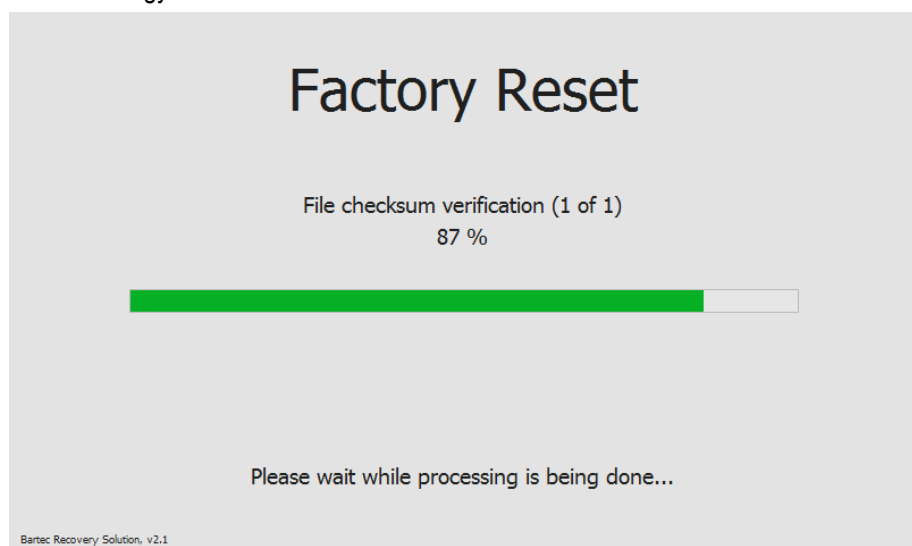 Factory Reset
File checksum verification (1 of 1)
87 %
Please wait while processing is being done...
Bartec Recovery Solution, v2.1